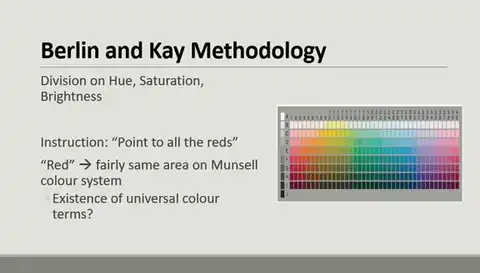 Berlin and Kay Methodology
Division on Hue, Saturation,
Brightness
Instruction: “Point to all the reds”
“Red” → fairly same area on Munsell
colour system
◦ Existence of universal colour
terms?